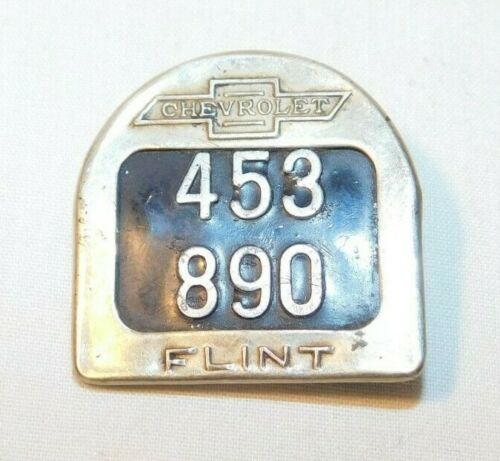 CHEVROLET
453
890
FLINT